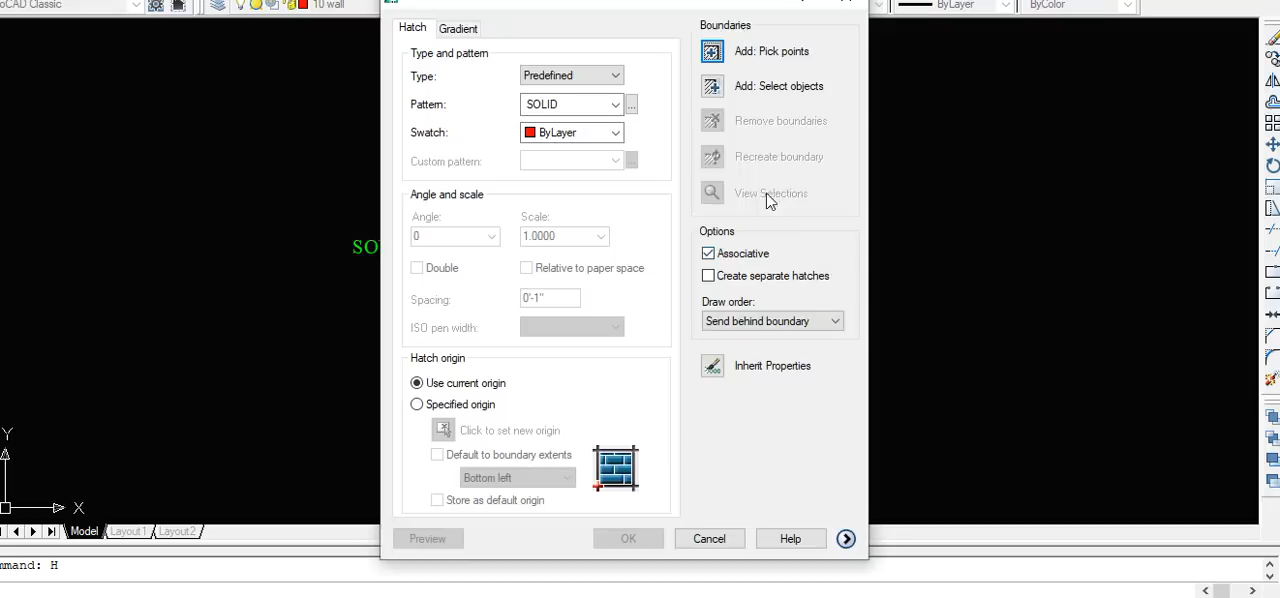 oCAD Classic
10 wall
ByLayer
ByColor
Hatch
Gradient
Boundaries
Type and pattern
Add: Pick points
Type:
Predefined
Add: Select objects
Pattern:
SOLID
...
Remove boundaries
Swatch:
ByLayer
Custom pattern:
...
Recreate boundary
View Selections
Angle and scale
Angle:
Scale:
Options
0
1.0000
SO
Associative
Double
Relative to paper space
Create separate hatches
Spacing:
0'-1"
Draw order:
ISO pen width:
Send behind boundary
Hatch origin
Inherit Properties
Use current origin
Specified origin
Click to set new origin
Y
Default to boundary extents
Bottom left
Store as default origin
X
Model
Layout1
Layout2
Preview
OK
Cancel
Help
mmand: H